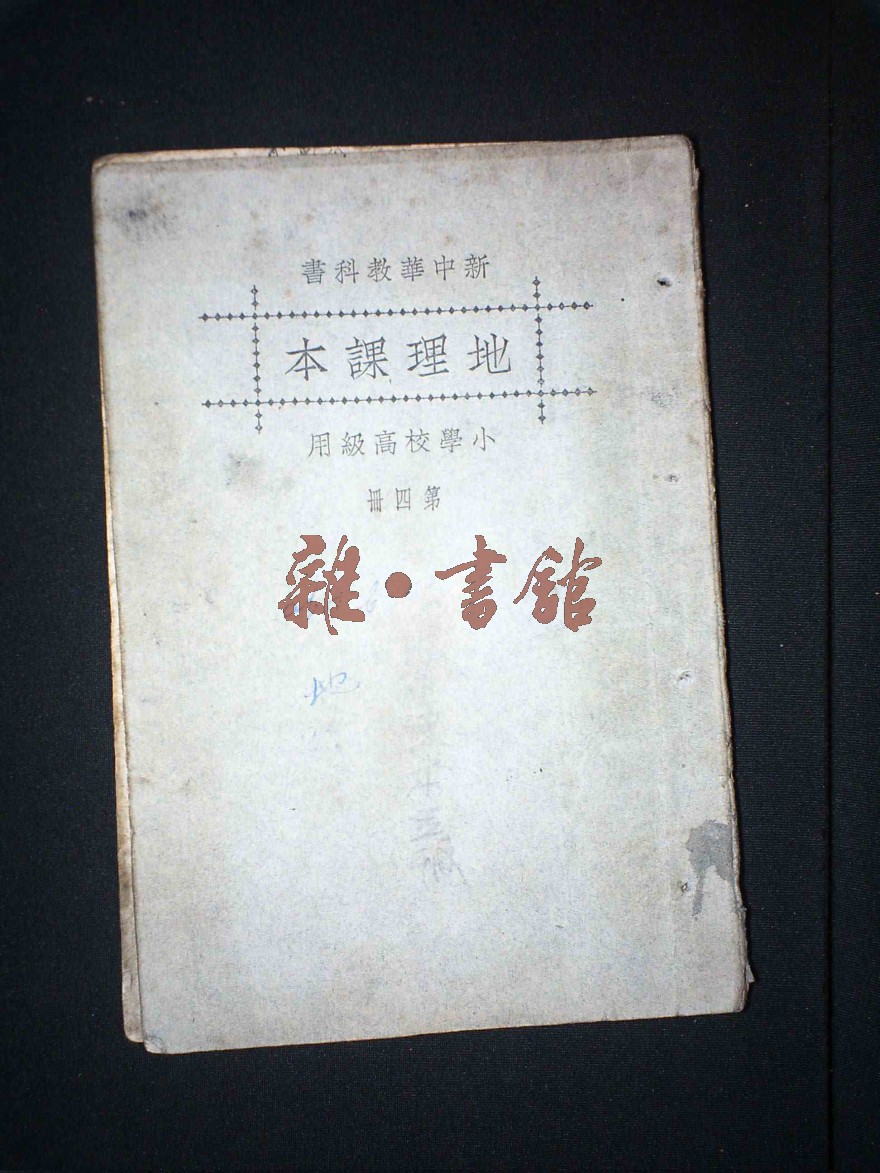 新中華教科書
地理課本
小學校高級用
第四冊
雜·書館
地